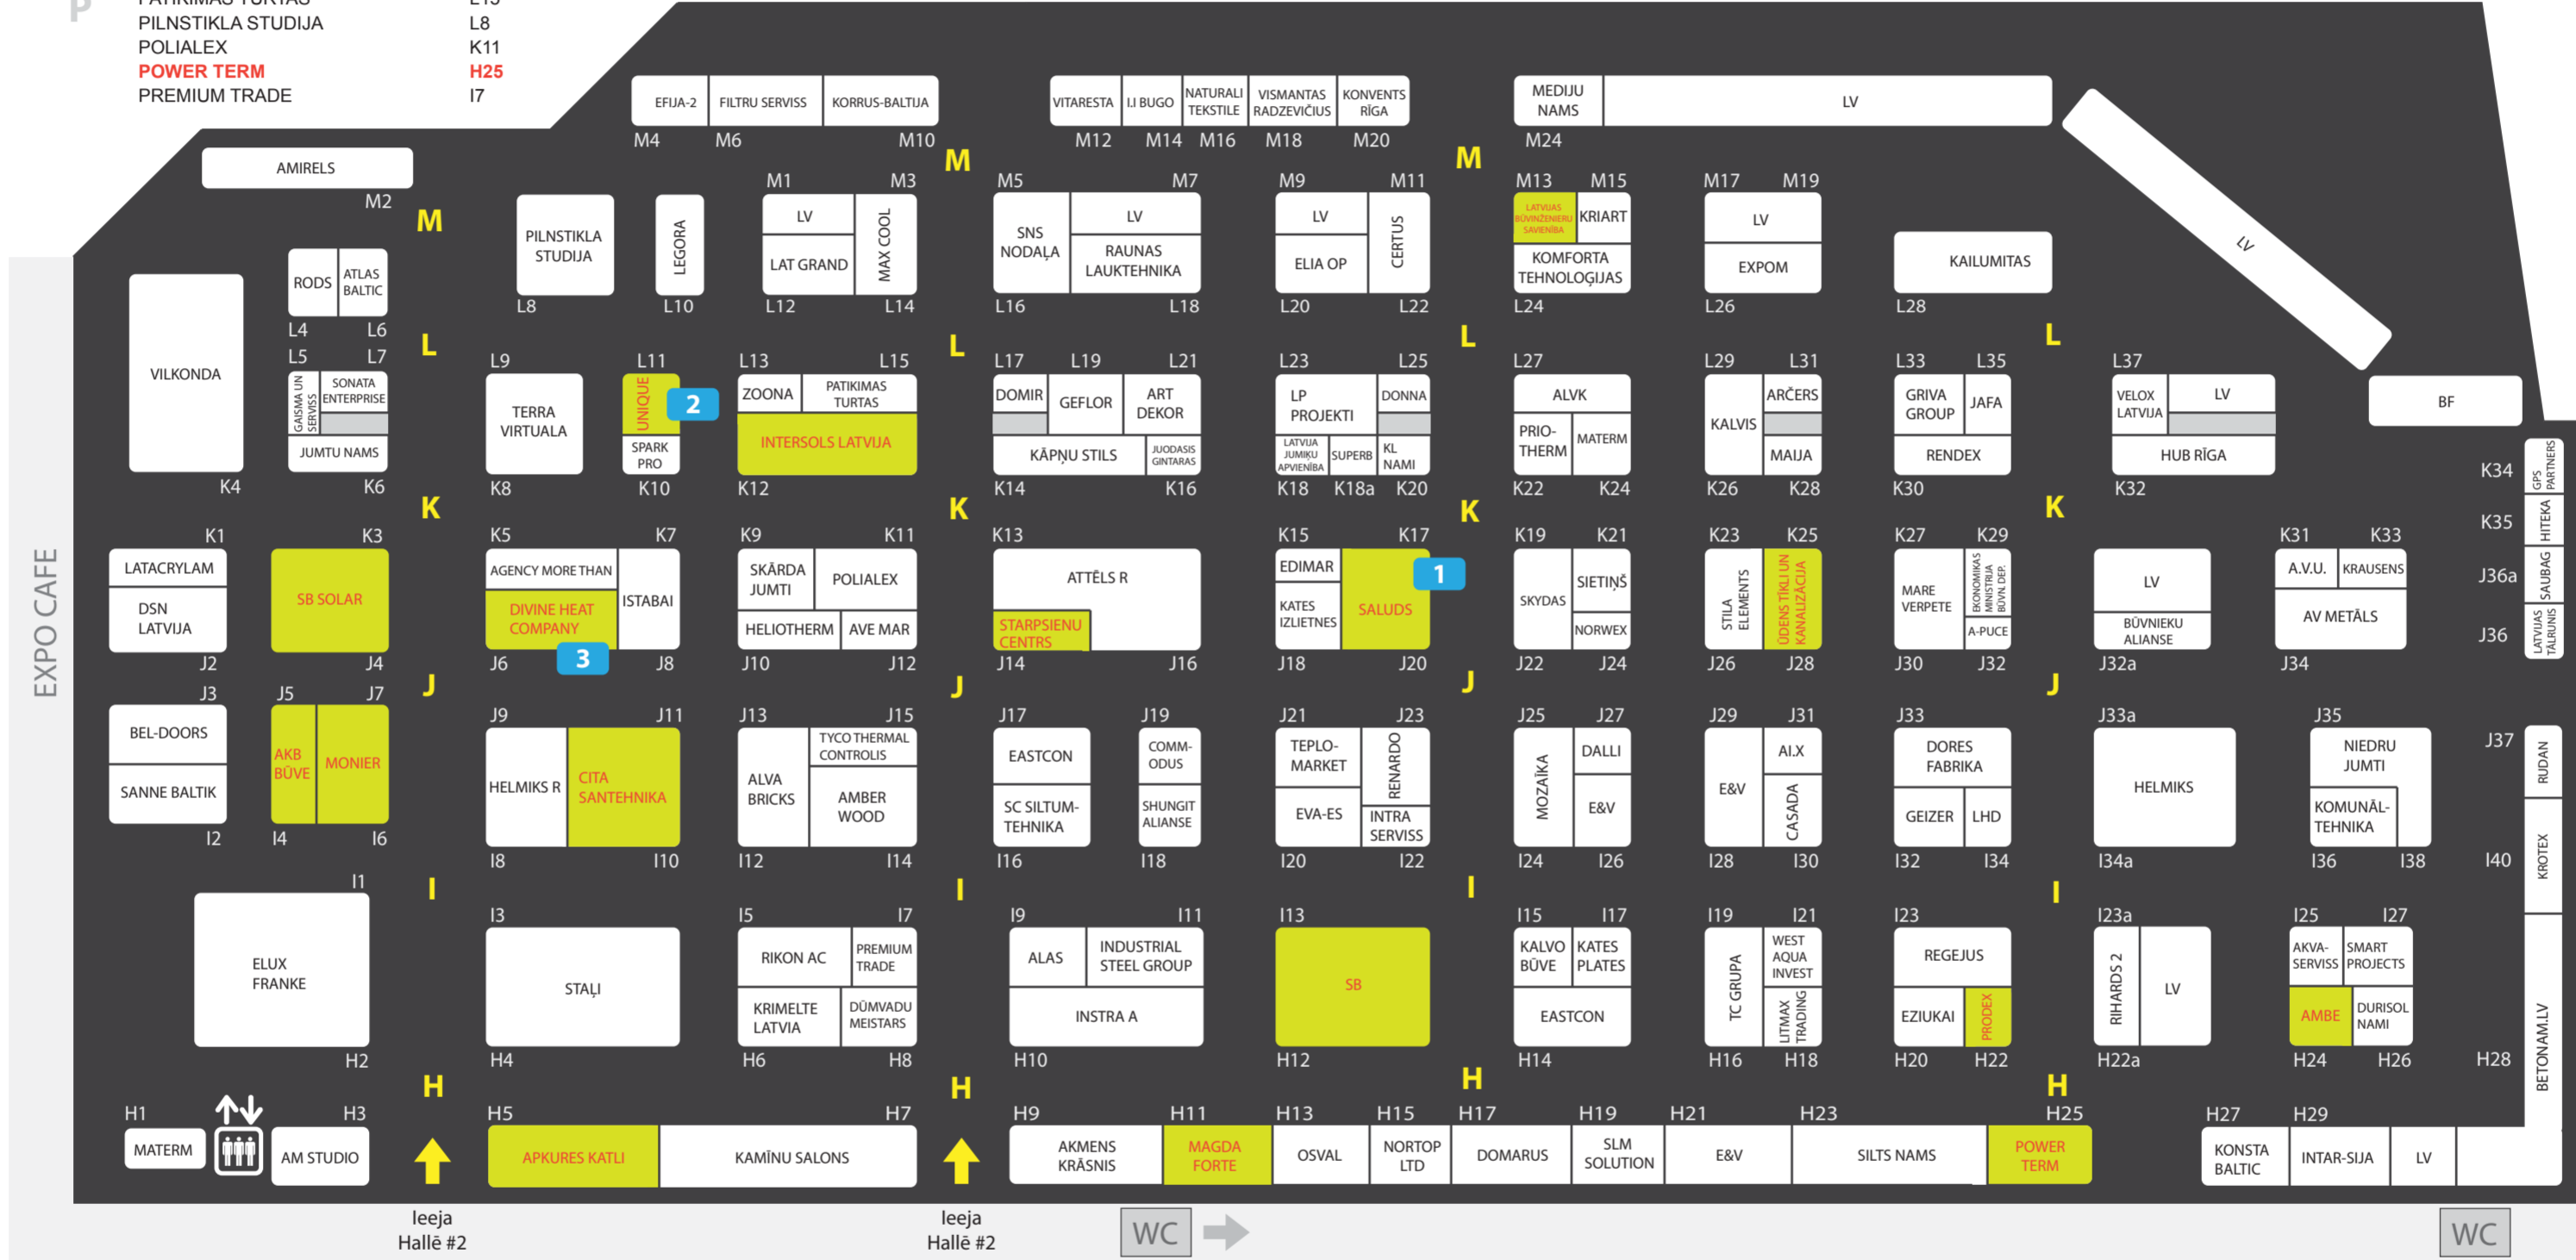 P
PATIKIMAS TURTAS L15
PILNSTIKLA STUDIJA L8
POLIALEX K11
POWER TERM H25
PREMIUM TRADE I7
EFIJA-2 FILTRU SERVISS KORRUS-BALTIJA
M4 M6 M10
VITARESTA I.I BUGO NATURALI TEKSTILE VISMANTAS RADZEVIČIUS KONVENTS RĪGA
M12 M14 M16 M18 M20
MEDIJU NAMS LV
M24
LV
AMIRELS
M2
M M M
M1 M3 M5 M7 M9 M11 M13 M15 M17 M19
PILNSTIKLA STUDIJA
LEGORA
LV
LAT GRAND
MAX COOL
SNS NODAĻA
LV
RAUNAS LAUKTEHNIKA
LV
ELIA OP
CERTUS
LATVIJAS BŪVINŽENIERU SAVIENĪBA
KRIART
KOMFORTA TEHNOLOĢIJAS
LV
EXPOM
KAILUMITAS
L8 L10 L12 L14 L16 L18 L20 L22 L24 L26 L28
VILKONDA
K4
RODS
ATLAS BALTIC
L4 L6
L5 L7
GAISMA UN SERVISS
SONATA ENTERPRISE
JUMTU NAMS
K6
L L L L
L9 L11 L13 L15 L17 L19 L21 L23 L25 L27 L29 L31 L33 L35 L37
TERRA VIRTUALA
UNIQUE
2
SPARK PRO
ZOONA
PATIKIMAS TURTAS
INTERSOLS LATVIJA
DOMIR
GEFLOR
ART DEKOR
KĀPŅU STILS
JUODASIS GINTARAS
LP PROJEKTI
DONNA
LATVIJA JUMIĶU APVIENĪBA
SUPERB
KL NAMI
ALVK
PRIO-THERM
MATERM
KALVIS
ARČERS
MAIJA
GRIVA GROUP
JAFA
RENDEX
VELOX LATVIJA
LV
HUB RĪGA
BF
K8 K10 K12 K14 K16 K18 K18a K20 K22 K24 K26 K28 K30 K32
K34 GPS PARTNERS
K35 HITEKA
J36a SAUBAG
J36 LATVIJAS TĀLRUNIS
K K K K
EXPO CAFE
K1 K3 K5 K7 K9 K11 K13 K15 K17 K19 K21 K23 K25 K27 K29 K31 K33
LATACRYLAM
DSN LATVIJA
SB SOLAR
AGENCY MORE THAN
DIVINE HEAT COMPANY
3
ISTABAI
SKĀRDA JUMTI
POLIALEX
HELIOTHERM
AVE MAR
ATTĒLS R
STARPSIENU CENTRS
EDIMAR
KATES IZLIETNES
SALUDS
1
SKYDAS
SIETIŅŠ
NORWEX
STILA ELEMENTS
ŪDENS TĪKLI UN KANALIZĀCIJA
MARE VERPETE
EKONOMIKAS MINISTRIJA BŪVN. DEP.
A-PUCE
LV
BŪVNIEKU ALIANSE
A.V.U.
KRAUSENS
AV METĀLS
J2 J4 J6 J8 J10 J12 J14 J16 J18 J20 J22 J24 J26 J28 J30 J32 J32a J34
J J J J
J3 J5 J7 J9 J11 J13 J15 J17 J19 J21 J23 J25 J27 J29 J31 J33 J33a J35
BEL-DOORS
SANNE BALTIK
AKB BŪVE
MONIER
HELMIKS R
CITA SANTEHNIKA
ALVA BRICKS
TYCO THERMAL CONTROLIS
AMBER WOOD
EASTCON
SC SILTUM-TEHNIKA
COMM-ODUS
SHUNGIT ALIANSE
TEPLO-MARKET
EVA-ES
RENARDO
INTRA SERVISS
MOZAĪKA
DALLI
E&V
E&V
AI.X
CASADA
DORES FABRIKA
GEIZER
LHD
HELMIKS
NIEDRU JUMTI
KOMUNĀL-TEHNIKA
J37 RUDAN
I40 KROTEX
I2 I4 I6 I8 I10 I12 I14 I16 I18 I20 I22 I24 I26 I28 I30 I32 I34 I34a I36 I38
I I I I
I1 I3 I5 I7 I9 I11 I13 I15 I17 I19 I21 I23 I23a I25 I27
ELUX FRANKE
STAĻI
RIKON AC
PREMIUM TRADE
KRIMELTE LATVIA
DŪMVADU MEISTARS
ALAS
INDUSTRIAL STEEL GROUP
INSTRA A
SB
KALVO BŪVE
KATES PLATES
EASTCON
TC GRUPA
WEST AQUA INVEST
LITMAX TRADING
REGEJUS
EZIUKAI
PRODEX
RIHARDS 2
LV
AKVA-SERVISS
SMART PROJECTS
AMBE
DURISOL NAMI
H28 BETONAM.LV
H2 H4 H6 H8 H10 H12 H14 H16 H18 H20 H22 H22a H24 H26
H H H H
H1 H3 H5 H7 H9 H11 H13 H15 H17 H19 H21 H23 H25 H27 H29
MATERM
AM STUDIO
APKURES KATLI
KAMĪNU SALONS
AKMENS KRĀSNIS
MAGDA FORTE
OSVAL
NORTOP LTD
DOMARUS
SLM SOLUTION
E&V
SILTS NAMS
POWER TERM
KONSTA BALTIC
INTAR-SIJA
LV
Ieeja Hallē #2
Ieeja Hallē #2
WC
WC